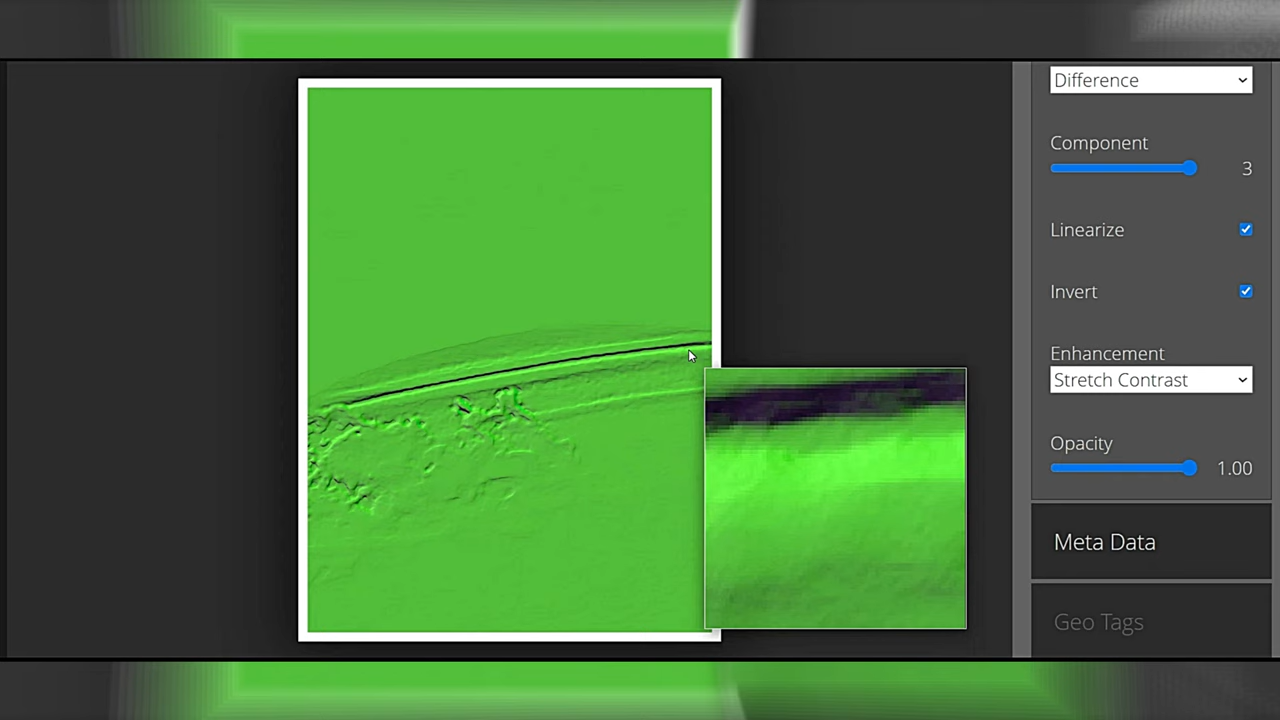 Difference
Component
3
Linearize
Invert
Enhancement
Stretch Contrast
Opacity
1.00
Meta Data
Geo Tags